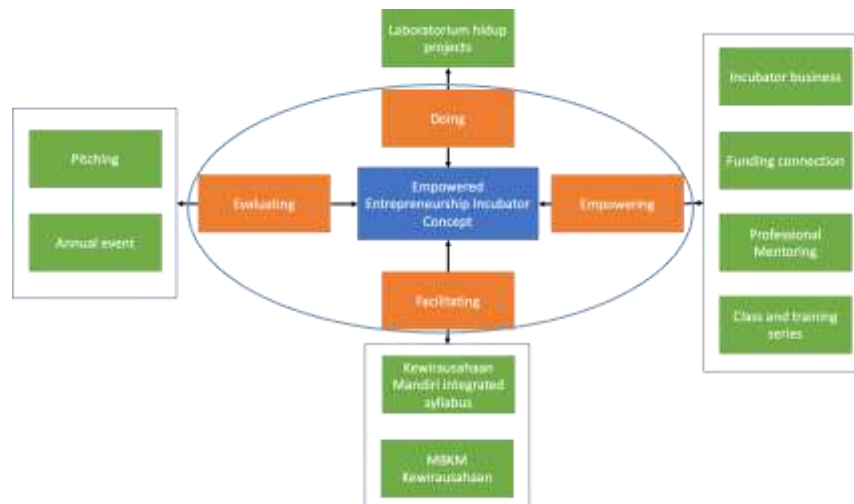 Laboratorium hidup
projects
Doing
Pitching
Annual event
Evaluating
Empowered
Entrepreneurship Incubator
Concept
Empowering
Incubator business
Funding connection
Professional
Mentoring
Class and training
series
Facilitating
Kewirausahaan
Mandiri integrated
syllabus
MBKM
Kewirausahaan